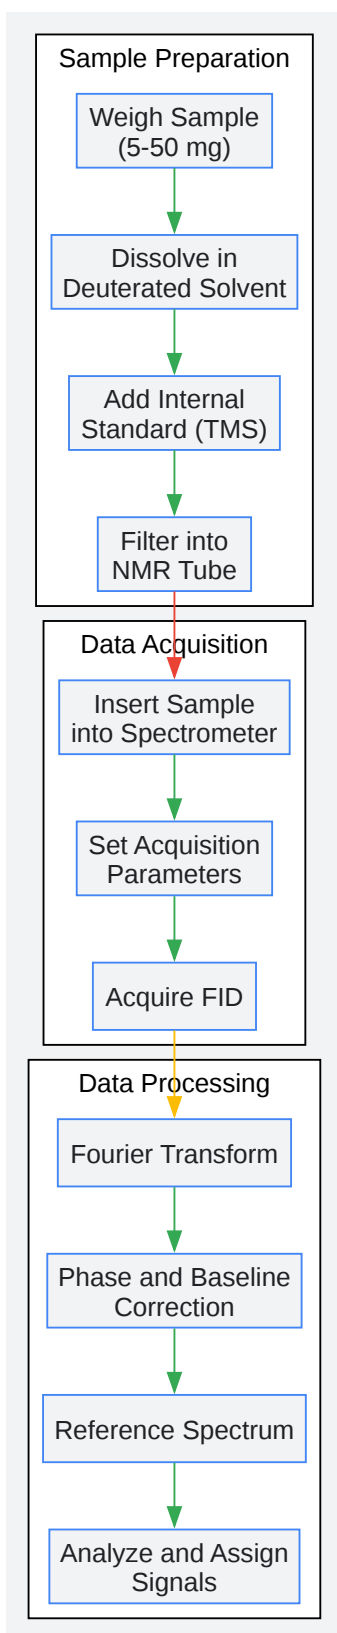 Sample Preparation
Weigh Sample
(5-50 mg)
Dissolve in
Deuterated Solvent
Add Internal
Standard (TMS)
Filter into
NMR Tube
Data Acquisition
Insert Sample
into Spectrometer
Set Acquisition
Parameters
Acquire FID
Data Processing
Fourier Transform
Phase and Baseline
Correction
Reference Spectrum
Analyze and Assign
Signals